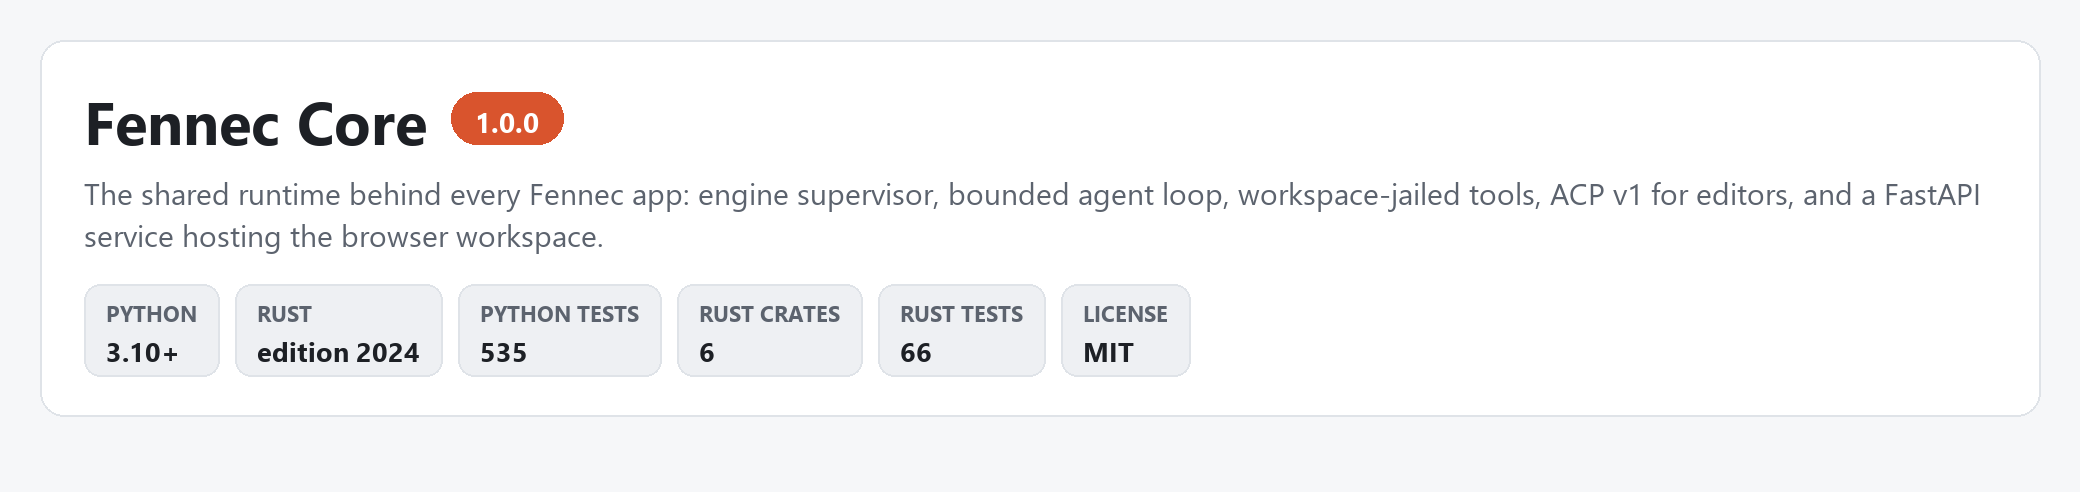 Fennec Core 1.0.0
The shared runtime behind every Fennec app: engine supervisor, bounded agent loop, workspace-jailed tools, ACP v1 for editors, and a FastAPI
service hosting the browser workspace.
PYTHON
3.10+
RUST
edition 2024
PYTHON TESTS
535
RUST CRATES
6
RUST TESTS
66
LICENSE
MIT